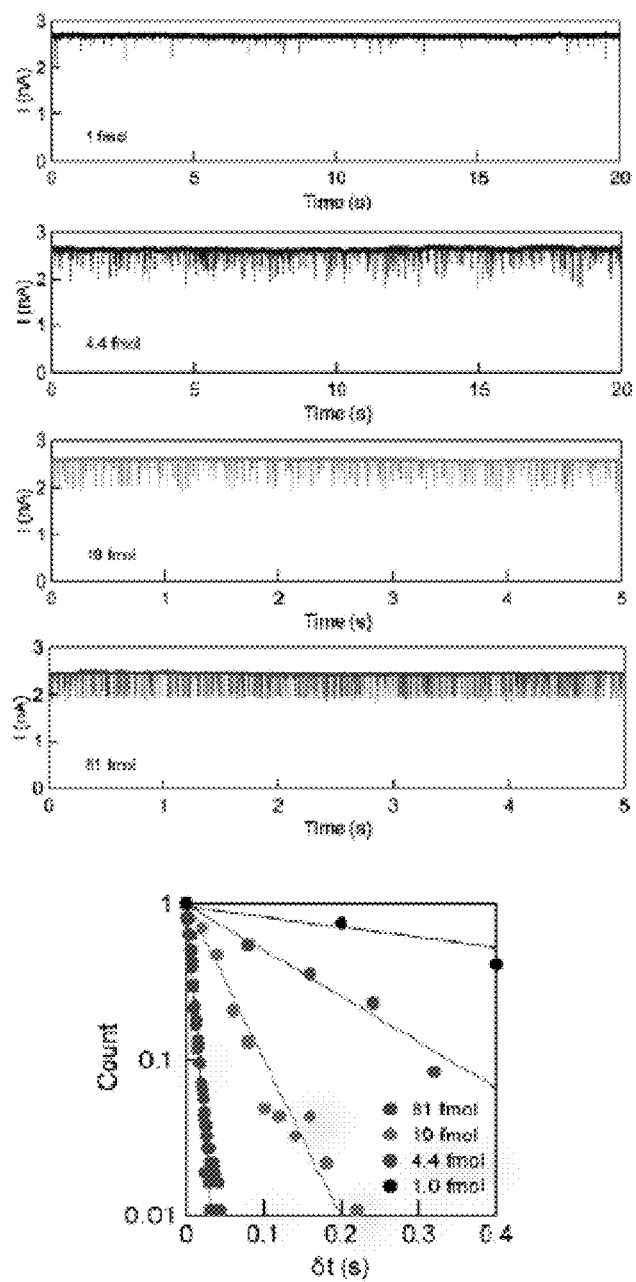 3
2
I (nA)
1
1 fmol
0
0 5 10 15 20
Time (s)
3
2
I (nA)
1
4.4 fmol
0
0 5 10 15 20
Time (s)
3
2
I (nA)
1
19 fmol
0
0 1 2 3 4 5
Time (s)
3
2
I (nA)
1
81 fmol
0
0 1 2 3 4 5
Time (s)
1
Count
0.1
81 fmol
19 fmol
4.4 fmol
1.0 fmol
0.01
0 0.1 0.2 0.3 0.4
δt (s)